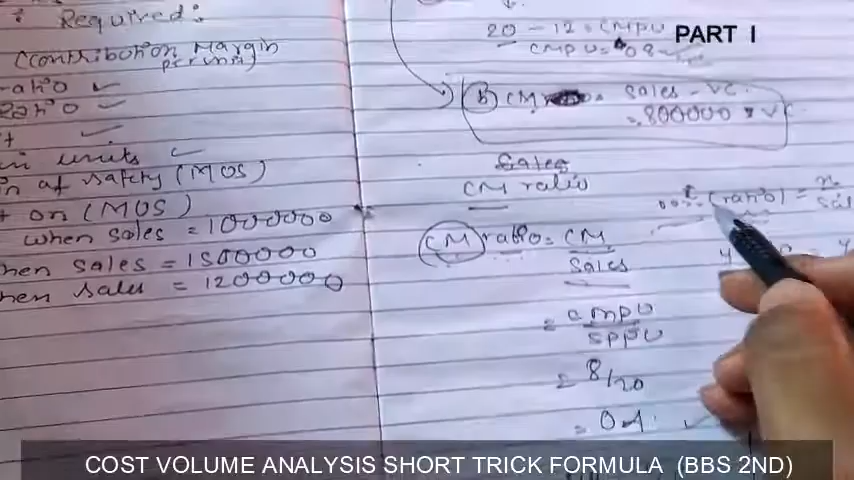 Required:
Contribution Margin
per unit
in units
of safety (MOS)
on (MOS)
when sales = 1000000
hen sales = 1500000
hen sales = 1200000
20 - 12 = CMPU
CMPU = 08
PART I
(b) CM = Sales - VC
= 800000 - VC
Sales
CM ratio
(ratio) =
CM ratio = CM
Sales
= CMPU
SPPU
= 8/20
= 0.4
COST VOLUME ANALYSIS SHORT TRICK FORMULA (BBS 2ND)